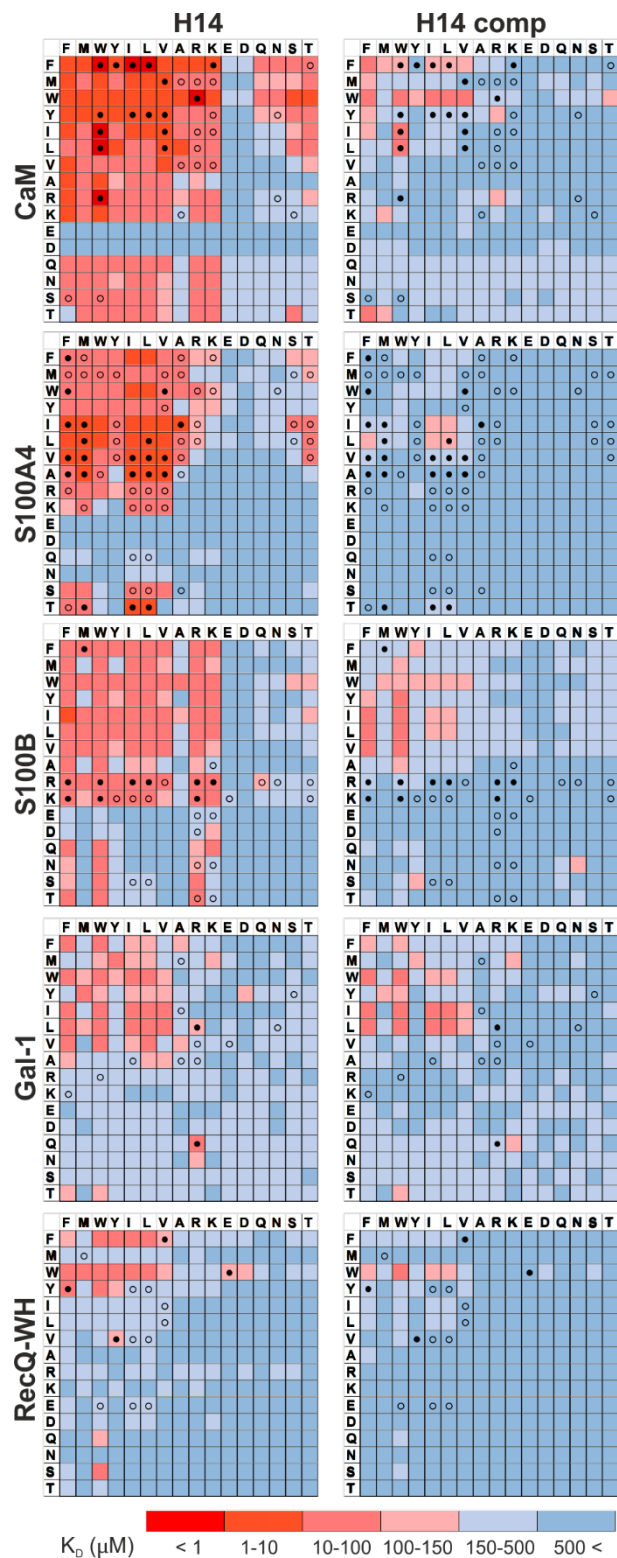 H14 H14 comp
F M W Y I L V A R K E D Q N S T F M W Y I L V A R K E D Q N S T
CaM
F F
M M
W W
Y Y
I I
L L
V V
A A
R R
K K
E E
D D
Q Q
N N
S S
T T
F M W Y I L V A R K E D Q N S T F M W Y I L V A R K E D Q N S T
S100A4
F F
M M
W W
Y Y
I I
L L
V V
A A
R R
K K
E E
D D
Q Q
N N
S S
T T
F M W Y I L V A R K E D Q N S T F M W Y I L V A R K E D Q N S T
S100B
F F
M M
W W
Y Y
I I
L L
V V
A A
R R
K K
E E
D D
Q Q
N N
S S
T T
F M W Y I L V A R K E D Q N S T F M W Y I L V A R K E D Q N S T
Gal-1
F F
M M
W W
Y Y
I I
L L
V V
A A
R R
K K
E E
D D
Q Q
N N
S S
T T
F M W Y I L V A R K E D Q N S T F M W Y I L V A R K E D Q N S T
RecQ-WH
F F
M M
W W
Y Y
I I
L L
V V
A A
R R
K K
E E
D D
Q Q
N N
S S
T T
K_D (µM) < 1 1-10 10-100 100-150 150-500 500 <